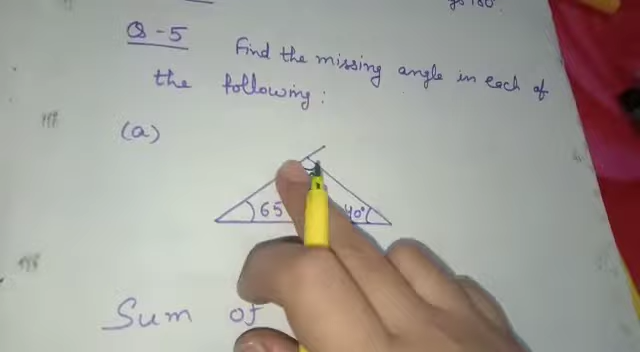 Q-5 Find the missing angle in each of
the following:
(a)
65 40°
Sum of